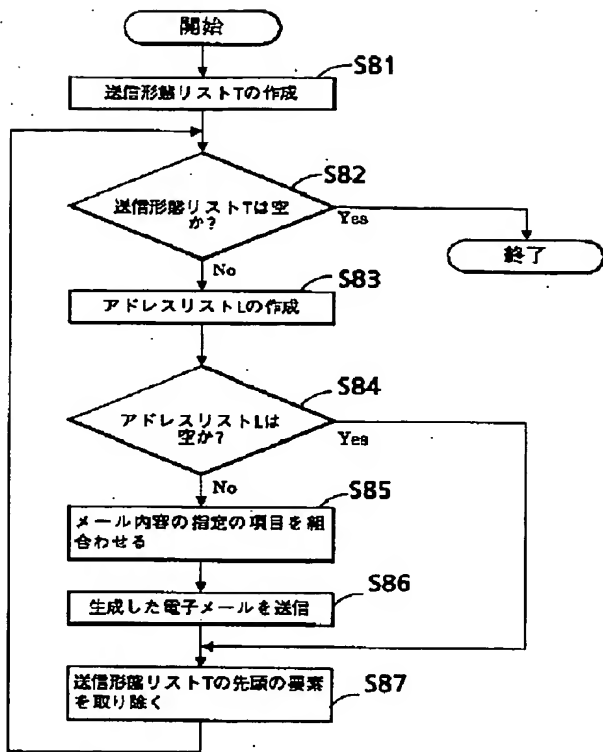 開始
S81
送信形態リストTの作成
S82
送信形態リストTは空
か?
Yes
終了
No
S83
アドレスリストLの作成
S84
アドレスリストLは
空か?
Yes
No
S85
メール内容の指定の項目を組
合わせる
S86
生成した電子メールを送信
S87
送信形態リストTの先頭の要素
を取り除く